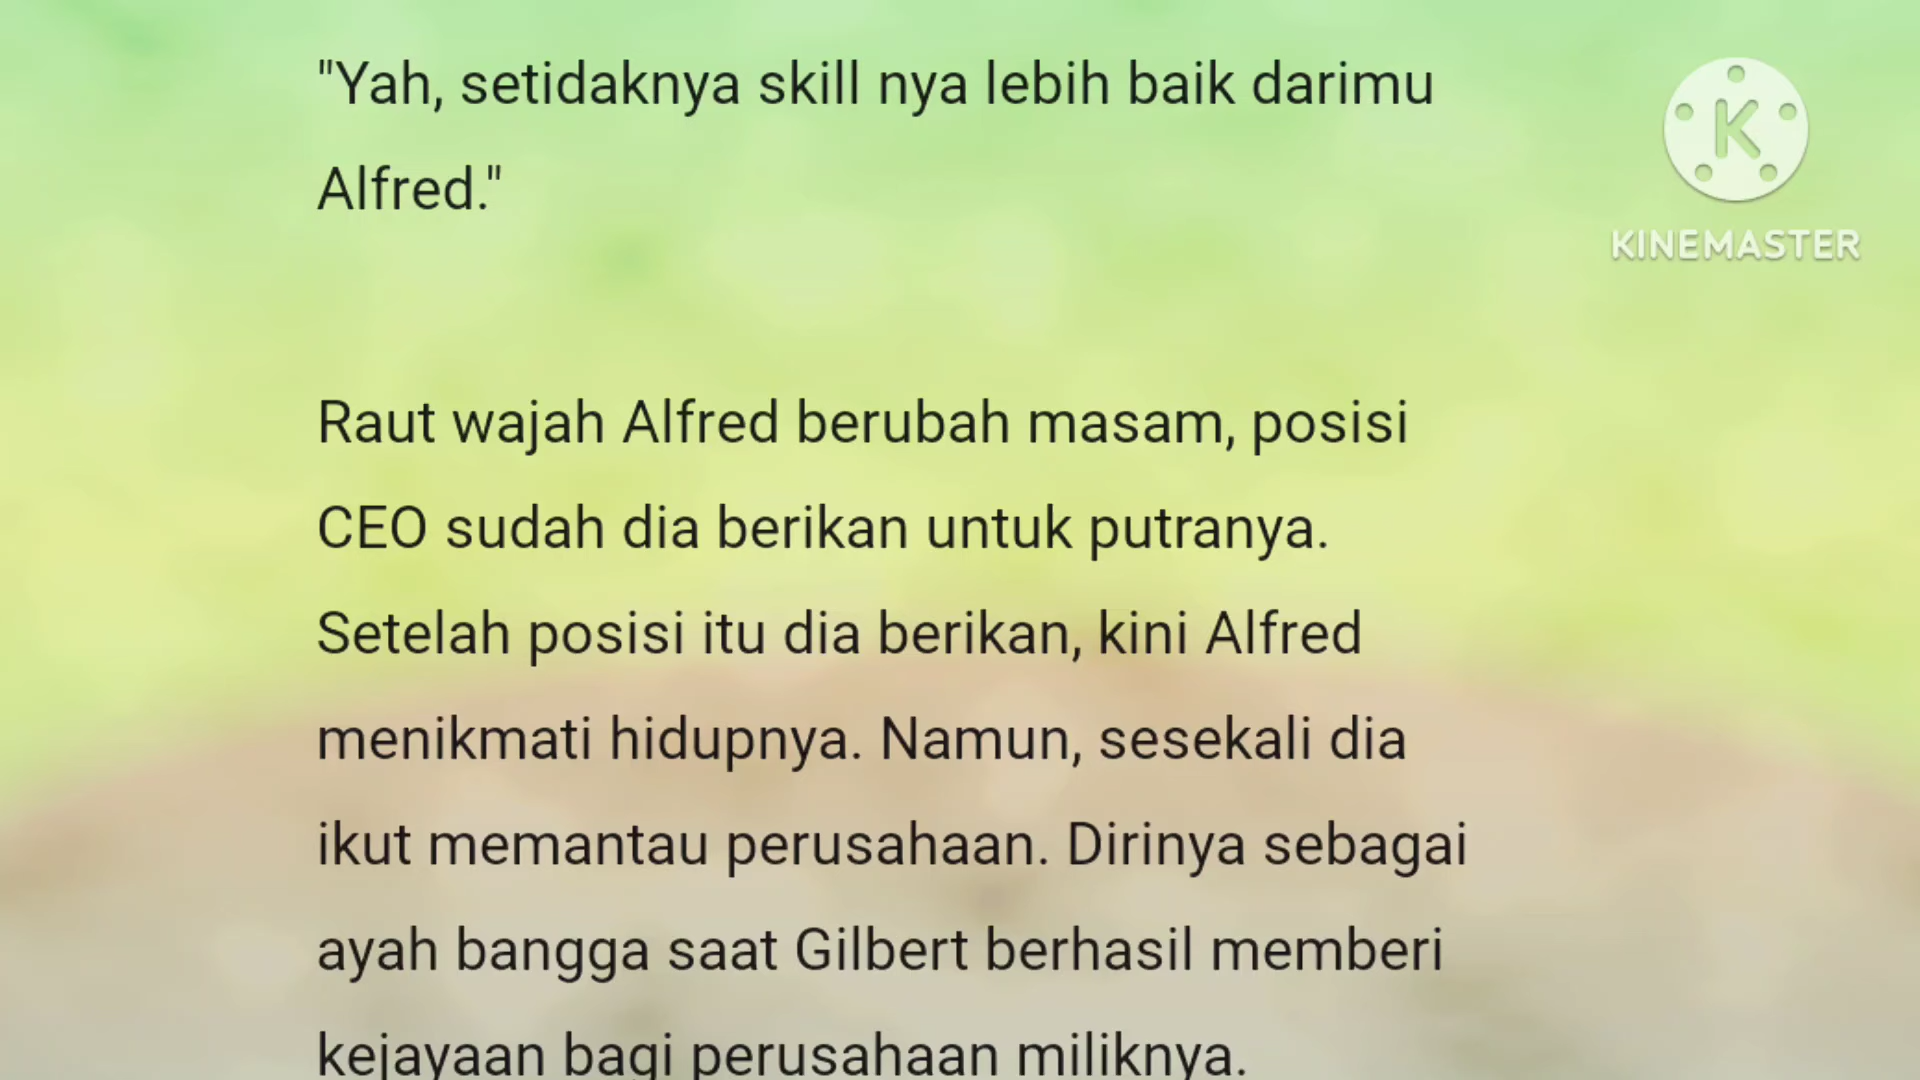 "Yah, setidaknya skill nya lebih baik darimu
Alfred."
Raut wajah Alfred berubah masam, posisi
CEO sudah dia berikan untuk putranya.
Setelah posisi itu dia berikan, kini Alfred
menikmati hidupnya. Namun, sesekali dia
ikut memantau perusahaan. Dirinya sebagai
ayah bangga saat Gilbert berhasil memberi
kejayaan bagi perusahaan miliknya.
K
KINEMASTER